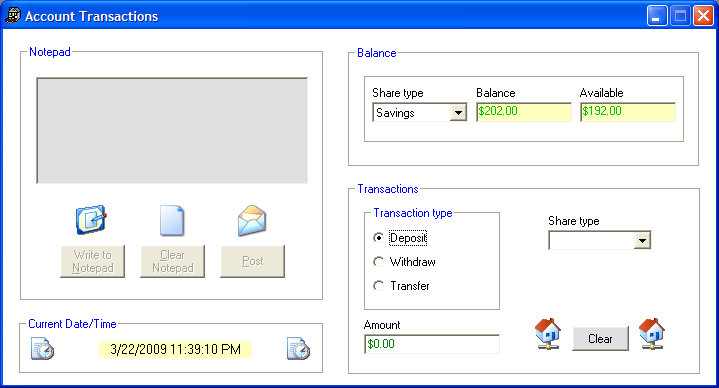 Account Transactions
Notepad
Write to
Notepad
Clear
Notepad
Post
Current Date/Time
3/22/2009 11:39:10 PM
Balance
Share type
Balance
Available
Savings
$202.00
$192.00
Transactions
Transaction type
Deposit
Withdraw
Transfer
Share type
Amount
$0.00
Clear